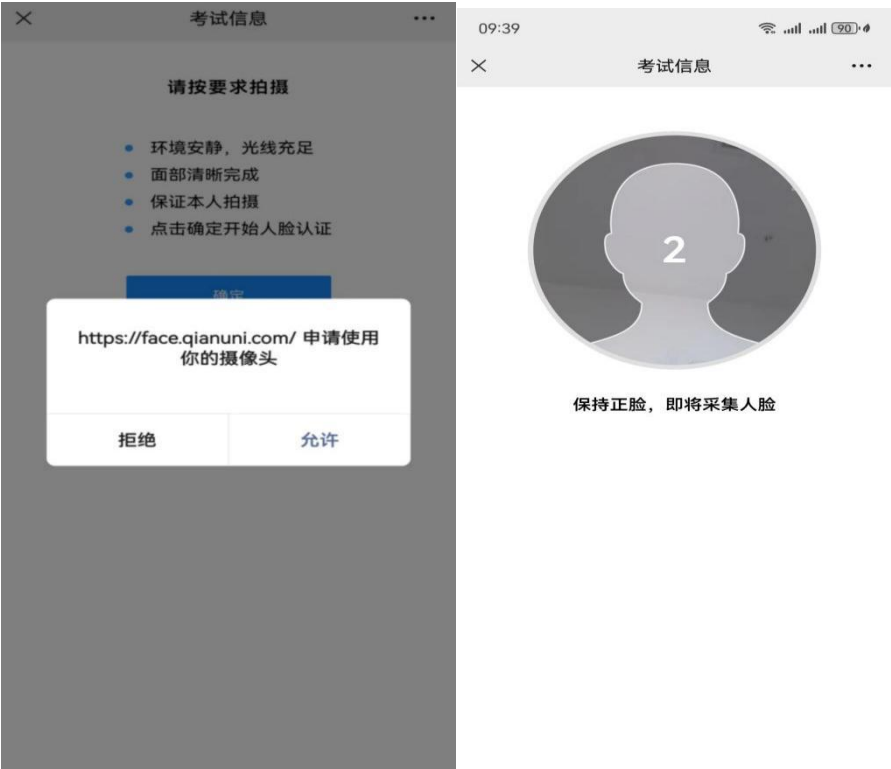 考试信息
请按要求拍摄
环境安静，光线充足
面部清晰完成
保证本人拍摄
点击确定开始人脸认证
确定
https://face.qianuni.com/ 申请使用
你的摄像头
拒绝
允许
09:39
90
考试信息
2
保持正脸，即将采集人脸